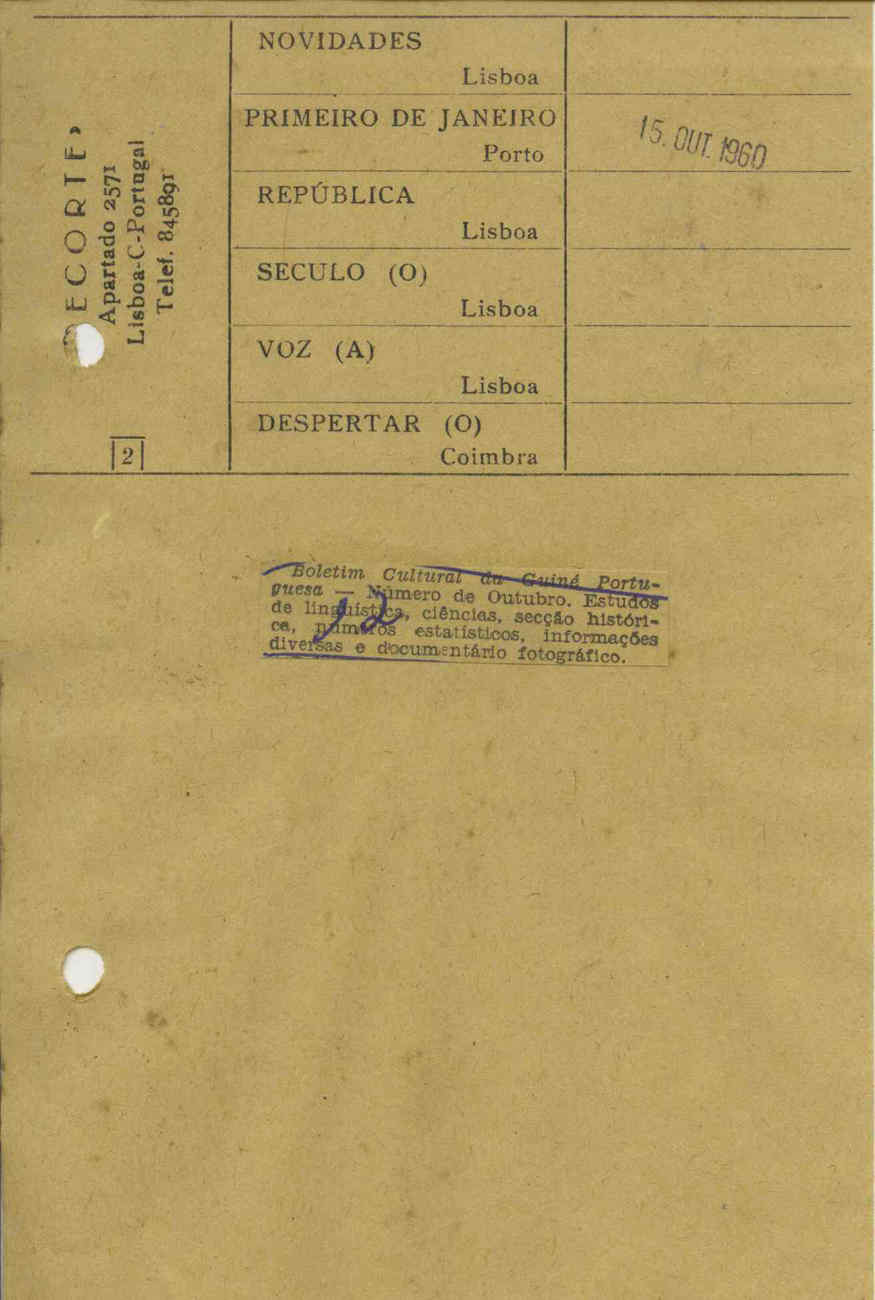 RECORTE»
Apartado 2571
Lisboa-C-Portugal
Telef. 845891
2
NOVIDADES
Lisboa
PRIMEIRO DE JANEIRO
Porto
15. OUT. 1960
REPÚBLICA
Lisboa
SECULO (O)
Lisboa
VOZ (A)
Lisboa
DESPERTAR (O)
Coimbra
Boletim Cultural da Guiné Portu-
guesa — Número de Outubro. Estudos
de linguística, ciências, secção históri-
ca, números estatísticos, informações
diversas e documentário fotográfico.